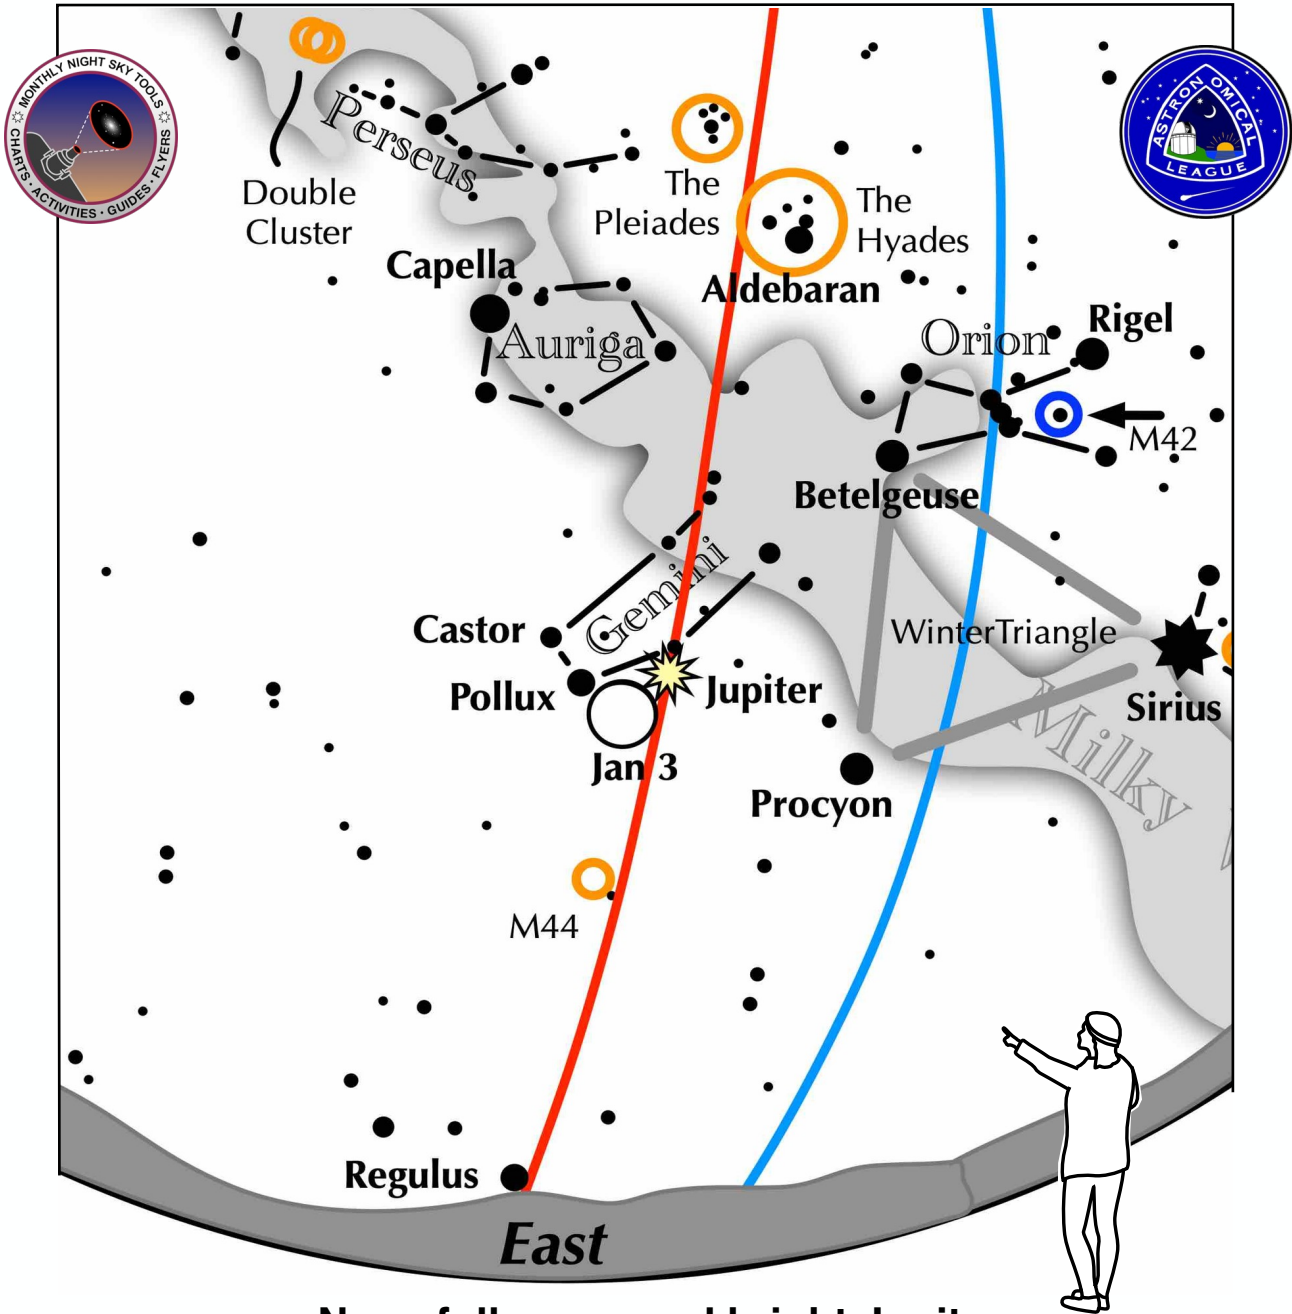 MONTHLY NIGHT SKY TOOLS
CHARTS • ACTIVITIES • GUIDES • FLYERS
ASTRONOMICAL
LEAGUE
Perseus
Double
Cluster
The
Pleiades
The
Hyades
Capella
Aldebaran
Auriga
Orion
Rigel
M42
Betelgeuse
Gemini
Castor
WinterTriangle
Pollux
Jupiter
Sirius
Milky
Jan 3
Procyon
M44
Regulus
East